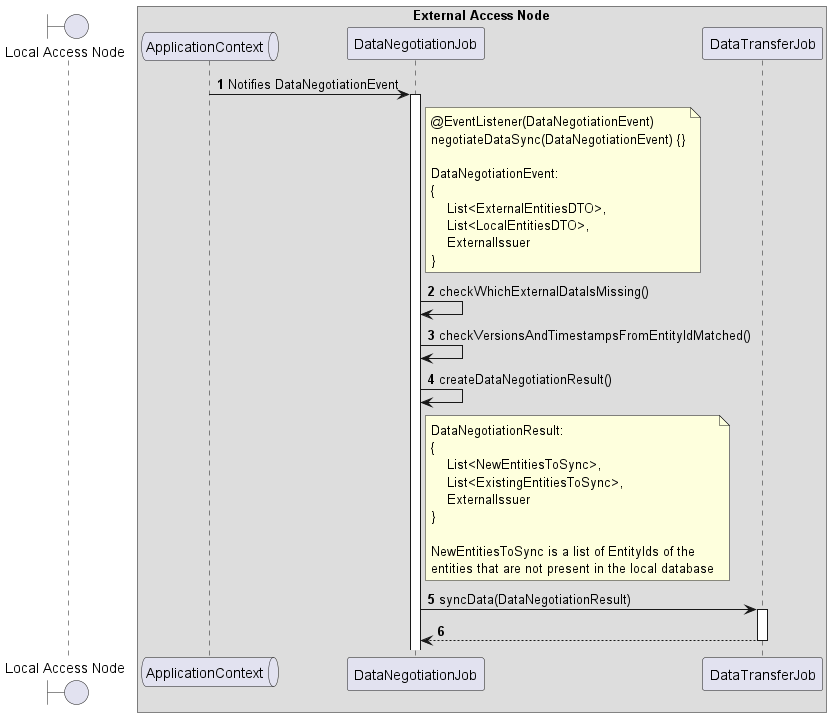 External Access Node
Local Access Node
ApplicationContext
DataNegotiationJob
DataTransferJob
1 Notifies DataNegotiationEvent
@EventListener(DataNegotiationEvent)
negotiateDataSync(DataNegotiationEvent) {}
DataNegotiationEvent:
{
List<ExternalEntitiesDTO>,
List<LocalEntitiesDTO>,
ExternalIssuer
}
2 checkWhichExternalDataIsMissing()
3 checkVersionsAndTimestampsFromEntityIdMatched()
4 createDataNegotiationResult()
DataNegotiationResult:
{
List<NewEntitiesToSync>,
List<ExistingEntitiesToSync>,
ExternalIssuer
}
NewEntitiesToSync is a list of EntityIds of the
entities that are not present in the local database
5 syncData(DataNegotiationResult)
6
Local Access Node
ApplicationContext
DataNegotiationJob
DataTransferJob